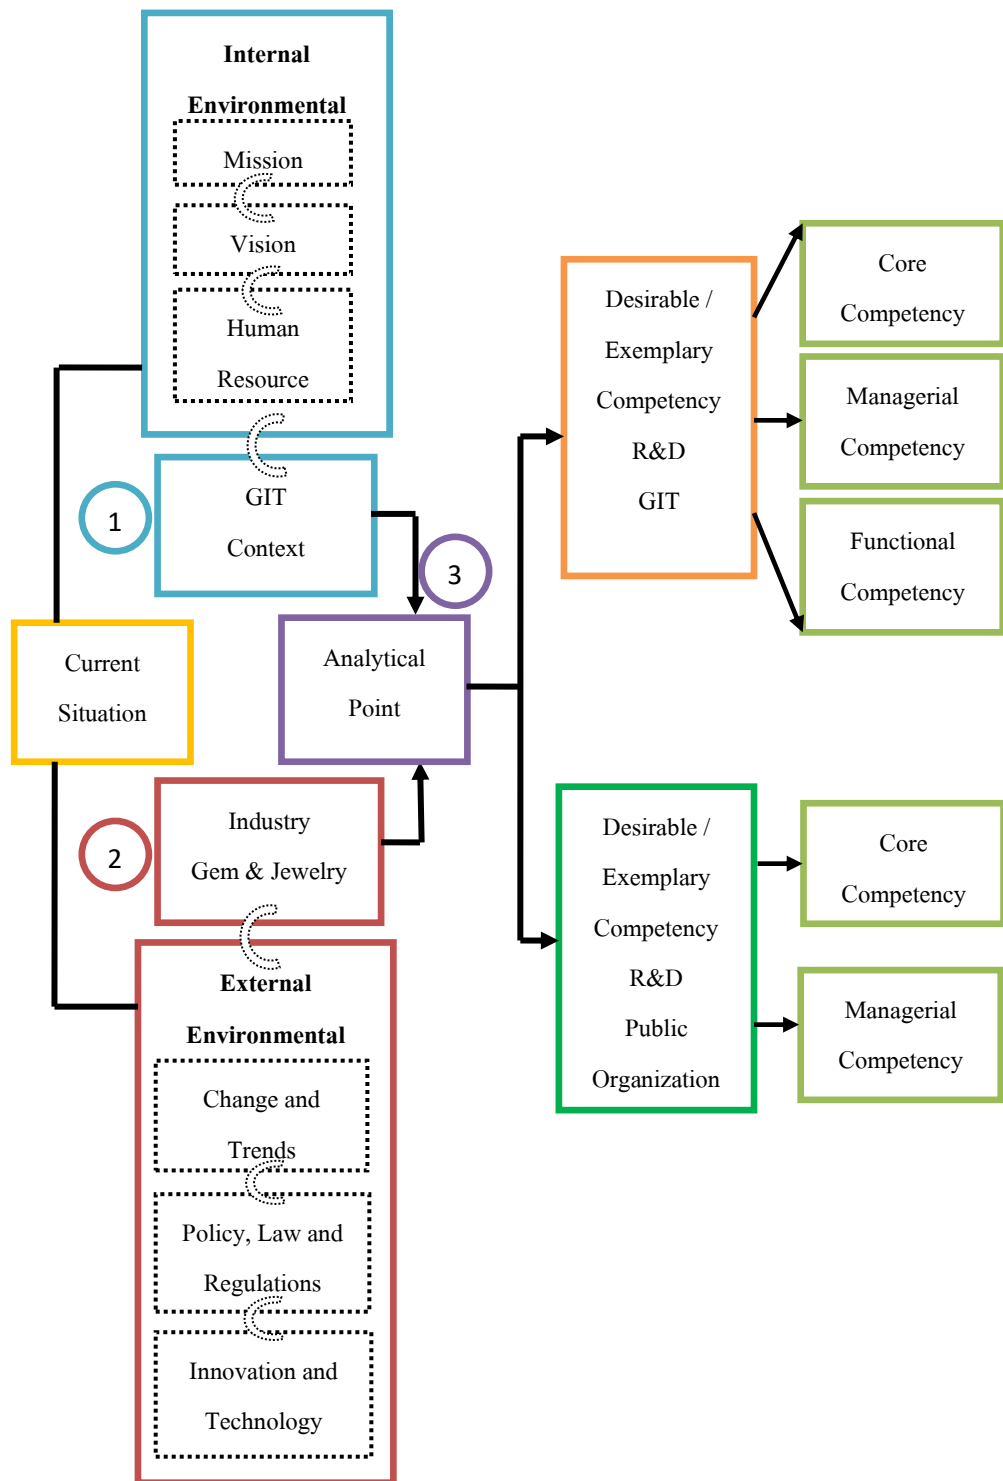 Internal
Environmental
Mission
Vision
Human
Resource
1
GIT
Context
3
Current
Situation
Analytical
Point
2
Industry
Gem & Jewelry
External
Environmental
Change and
Trends
Policy, Law and
Regulations
Innovation and
Technology
Desirable /
Exemplary
Competency
R&D
GIT
Core
Competency
Managerial
Competency
Functional
Competency
Desirable /
Exemplary
Competency
R&D
Public
Organization
Core
Competency
Managerial
Competency